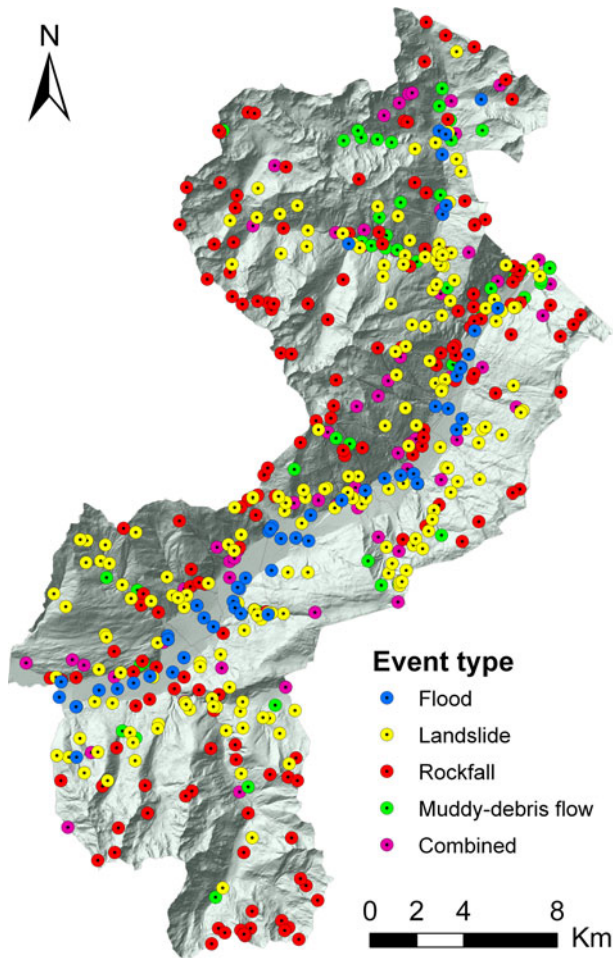 N
Event type
Flood
Landslide
Rockfall
Muddy-debris flow
Combined
0 2 4 8
Km